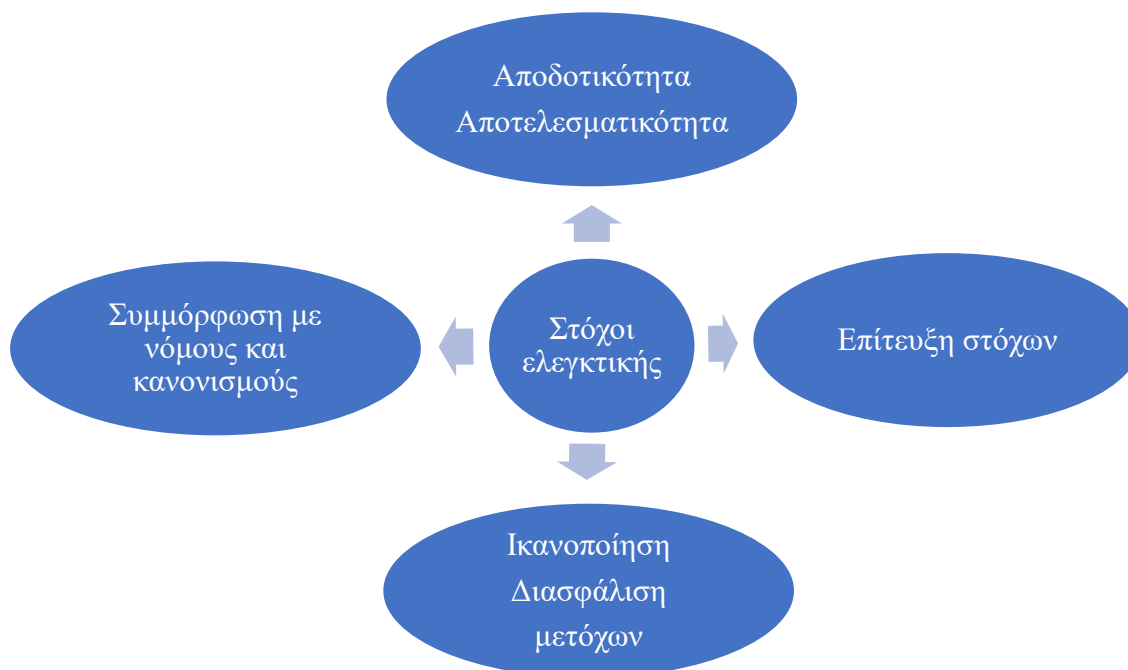 Αποδοτικότητα
Αποτελεσματικότητα
Συμμόρφωση με
νόμους και
κανονισμούς
Στόχοι
ελεγκτικής
Επίτευξη στόχων
Ικανοποίηση
Διασφάλιση
μετόχων